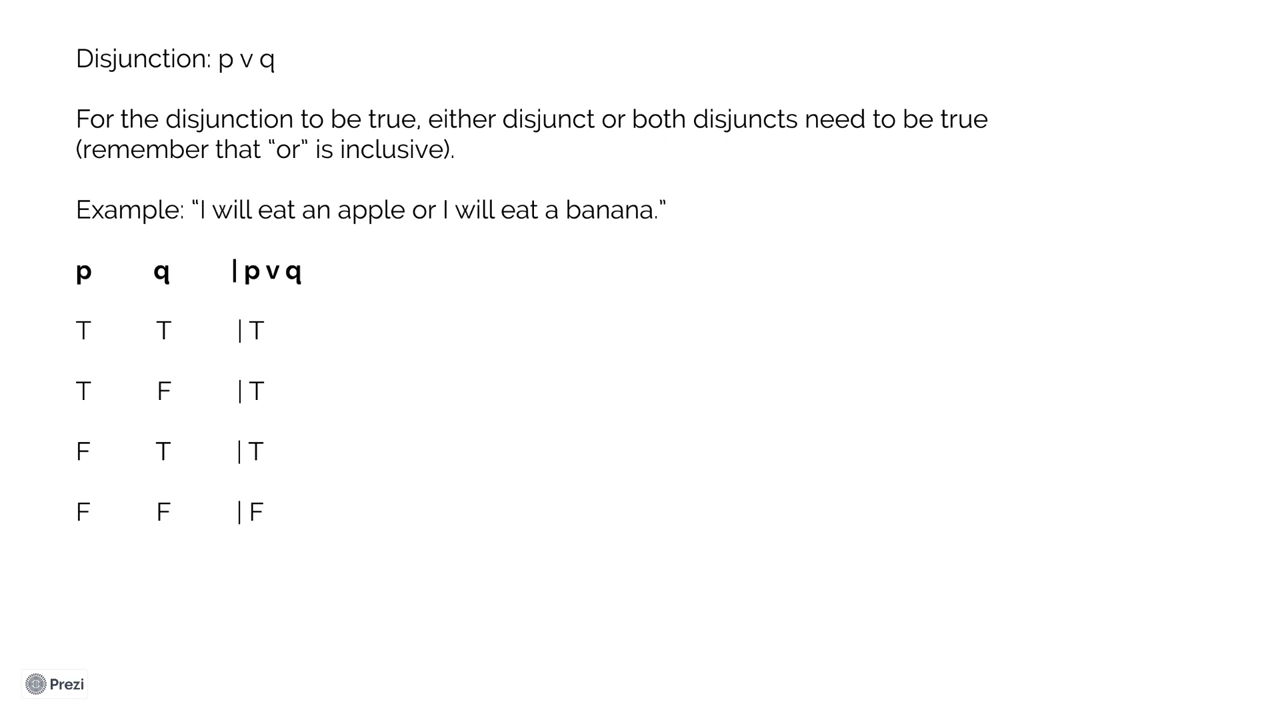 Disjunction: p v q
For the disjunction to be true, either disjunct or both disjuncts need to be true
(remember that “or” is inclusive).
Example: “I will eat an apple or I will eat a banana.”
p q | p v q
T T | T
T F | T
F T | T
F F | F
Prezi